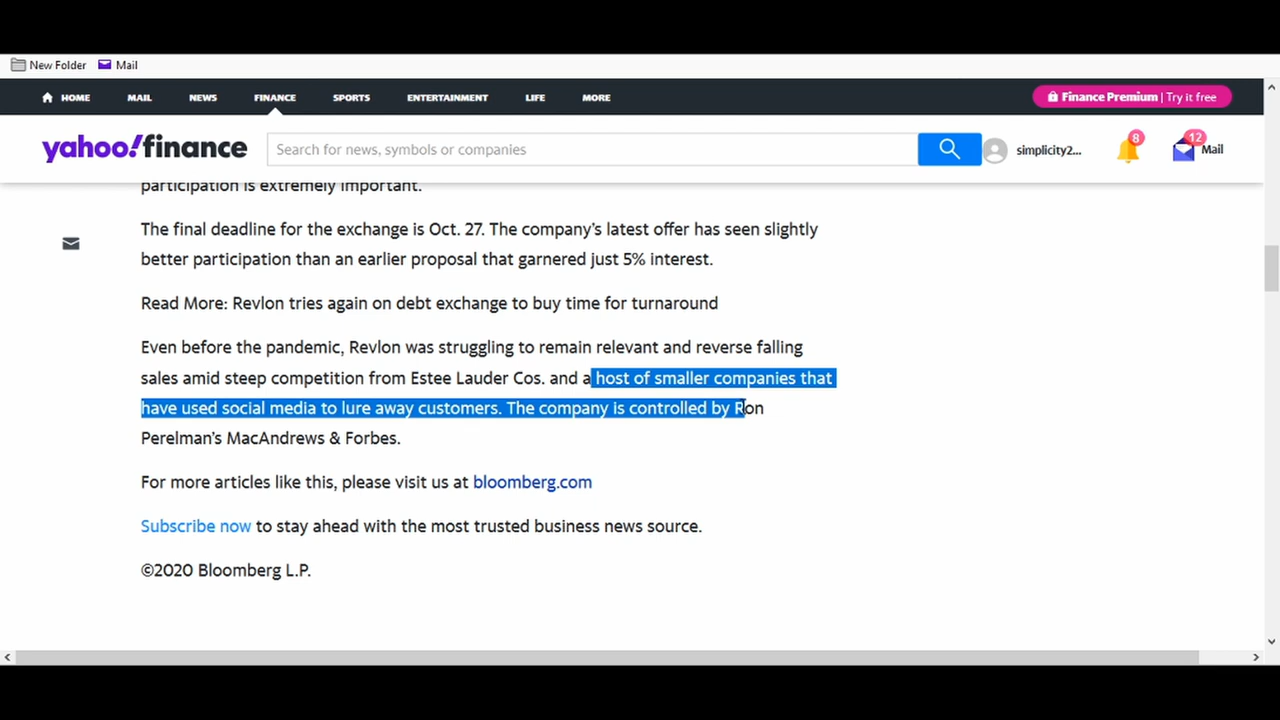 New Folder Mail
HOME MAIL NEWS FINANCE SPORTS ENTERTAINMENT LIFE MORE Finance Premium | Try it free
yahoo!finance Search for news, symbols or companies simplicity2... 8 12 Mail
participation is extremely important.
The final deadline for the exchange is Oct. 27. The company’s latest offer has seen slightly
better participation than an earlier proposal that garnered just 5% interest.
Read More: Revlon tries again on debt exchange to buy time for turnaround
Even before the pandemic, Revlon was struggling to remain relevant and reverse falling
sales amid steep competition from Estee Lauder Cos. and a host of smaller companies that
have used social media to lure away customers. The company is controlled by Ron
Perelman’s MacAndrews & Forbes.
For more articles like this, please visit us at bloomberg.com
Subscribe now to stay ahead with the most trusted business news source.
©2020 Bloomberg L.P.